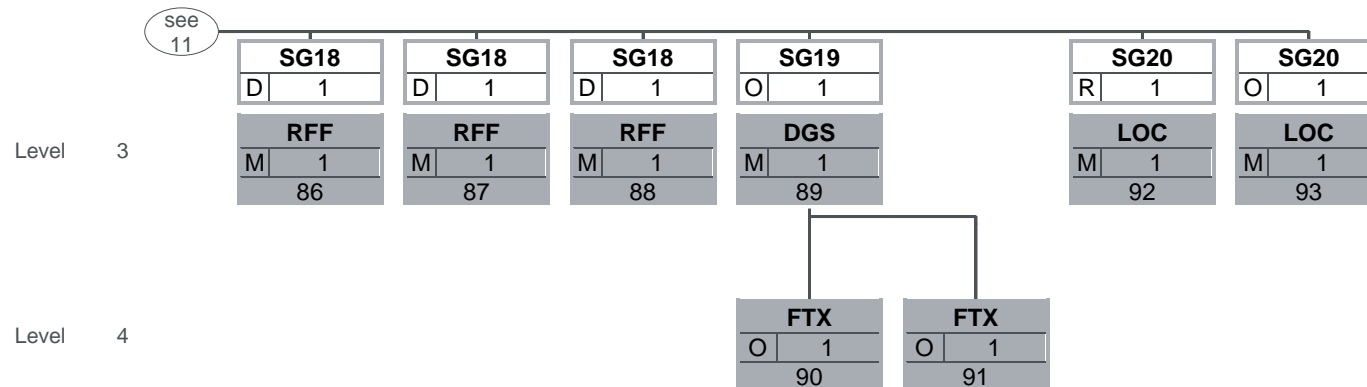 see
11
SG18 SG18 SG18 SG19 SG20 SG20
D 1 D 1 D 1 O 1 R 1 O 1
RFF RFF RFF DGS LOC LOC
Level 3 M 1 M 1 M 1 M 1 M 1 M 1
86 87 88 89 92 93
FTX FTX
Level 4 O 1 O 1
90 91